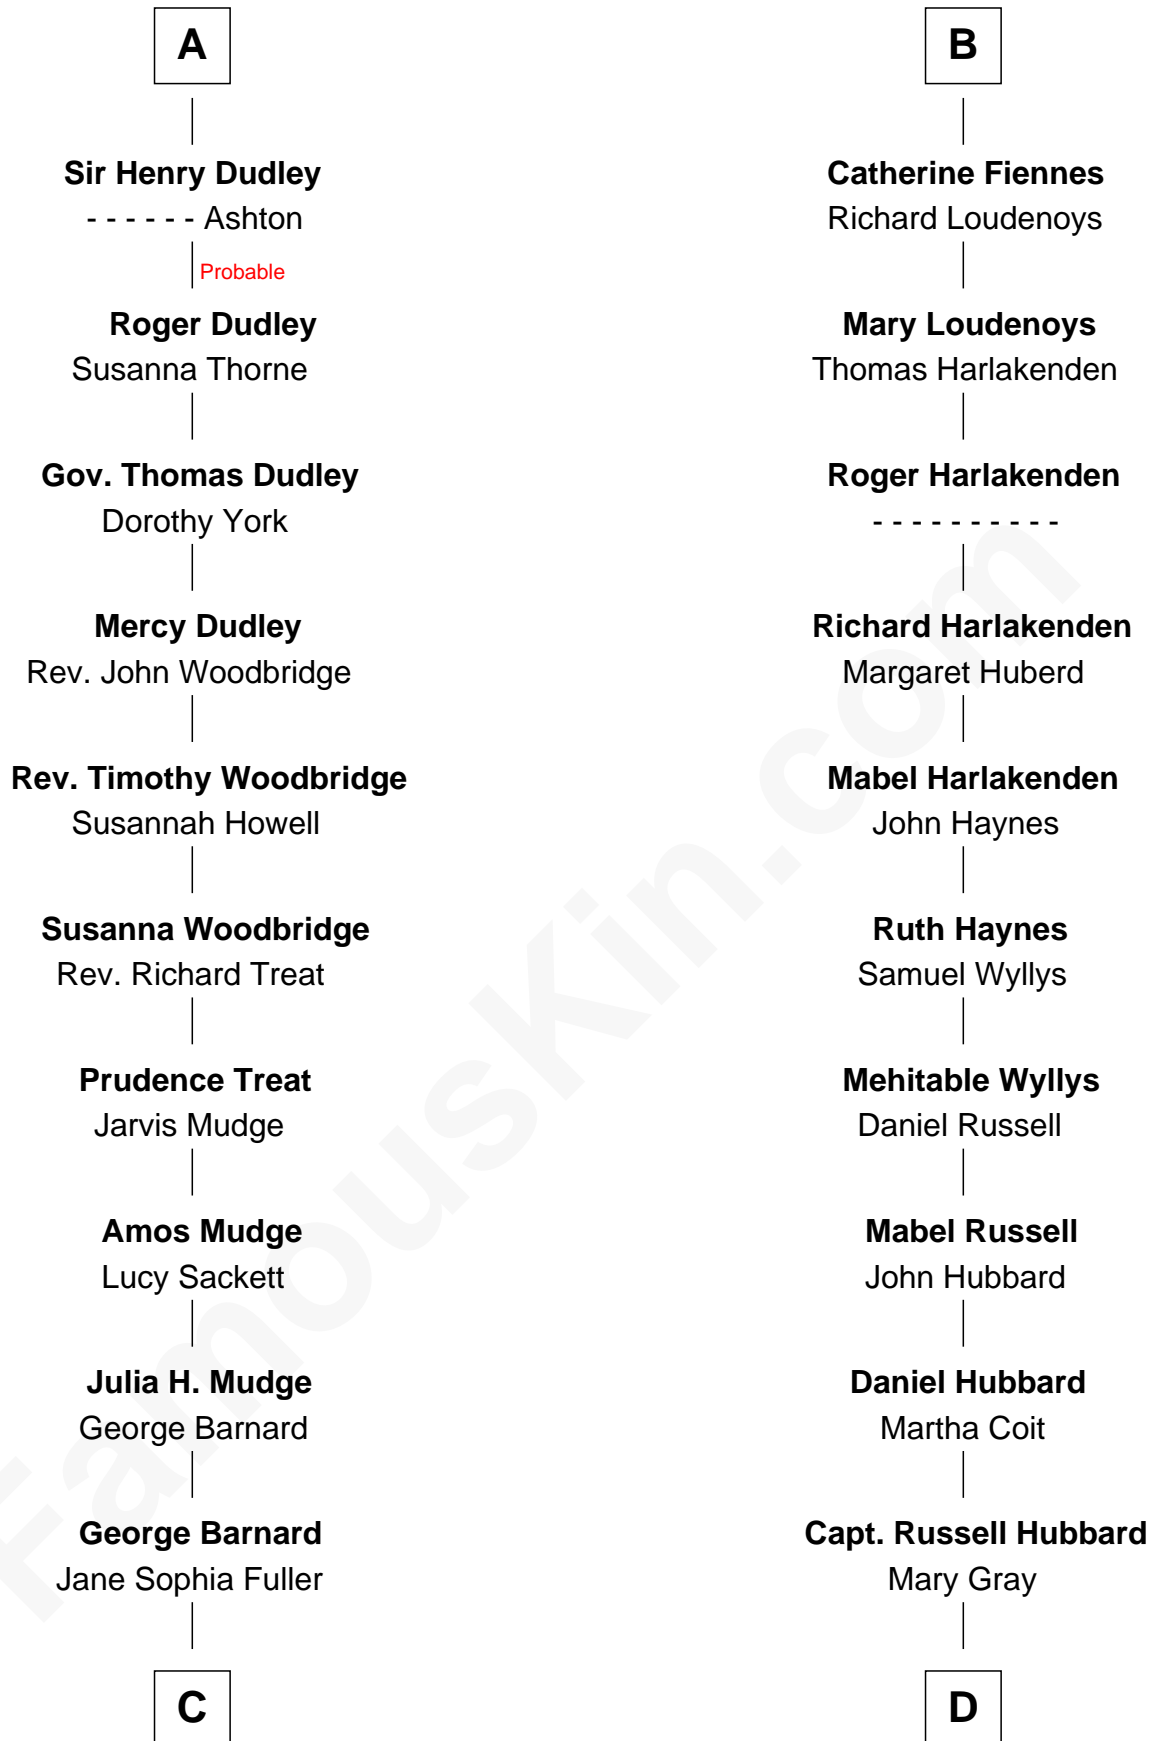 A
Sir Henry Dudley
- - - - - - Ashton
Probable
Roger Dudley
Susanna Thorne
Gov. Thomas Dudley
Dorothy York
Mercy Dudley
Rev. John Woodbridge
Rev. Timothy Woodbridge
Susannah Howell
Susanna Woodbridge
Rev. Richard Treat
Prudence Treat
Jarvis Mudge
Amos Mudge
Lucy Sackett
Julia H. Mudge
George Barnard
George Barnard
Jane Sophia Fuller
C
B
Catherine Fiennes
Richard Loudenoys
Mary Loudenoys
Thomas Harlakenden
Roger Harlakenden
- - - - - - - - - -
Richard Harlakenden
Margaret Huberd
Mabel Harlakenden
John Haynes
Ruth Haynes
Samuel Wyllys
Mehitable Wyllys
Daniel Russell
Mabel Russell
John Hubbard
Daniel Hubbard
Martha Coit
Capt. Russell Hubbard
Mary Gray
D
FamousKin.com